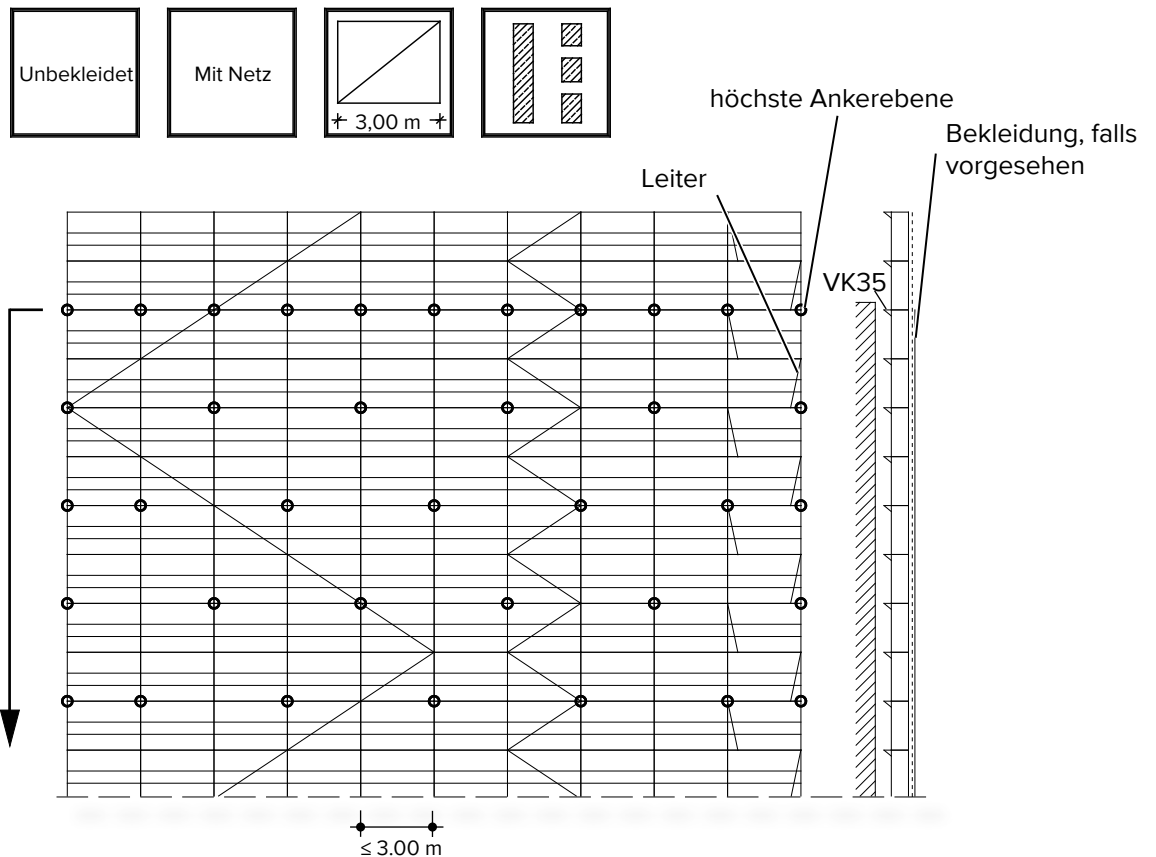 Unbekleidet
Mit Netz
3,00 m
höchste Ankerebene
Bekleidung, falls
vorgesehen
Leiter
VK35
≤ 3.00 m